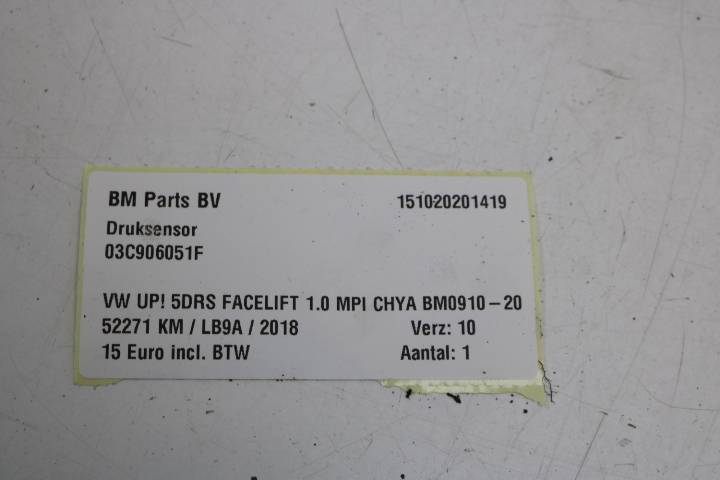 BM Parts BV 151020201419
Druksensor
03C906051F
VW UP! 5DRS FACELIFT 1.0 MPI CHYA BM0910-20
52271 KM / LB9A / 2018 Verz: 10
15 Euro incl. BTW Aantal: 1